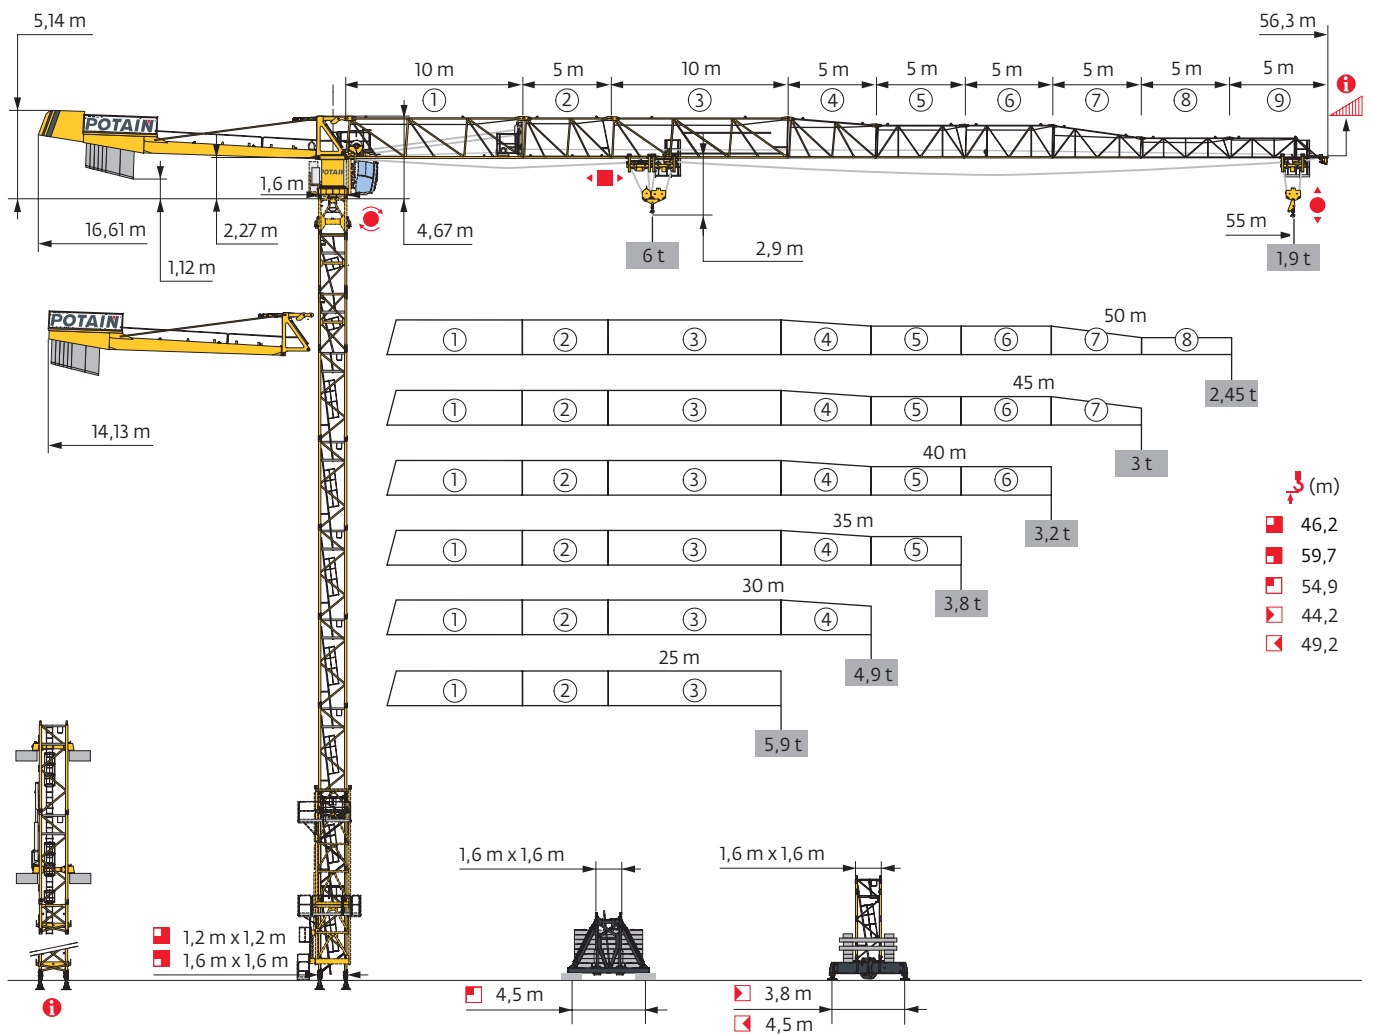 5,14 m
56,3 m
10 m 5 m 10 m 5 m 5 m 5 m 5 m 5 m 5 m
1 2 3 4 5 6 7 8 9
i
POTAIN
POTAIN
1,6 m
16,61 m
2,27 m
4,67 m
55 m
1,12 m
6 t
2,9 m
1,9 t
POTAIN
50 m
1 2 3 4 5 6 7 8
2,45 t
45 m
1 2 3 4 5 6 7
14,13 m
3 t
40 m
1 2 3 4 5 6
3,2 t
(m)
46,2
59,7
54,9
44,2
49,2
35 m
1 2 3 4 5
3,8 t
30 m
1 2 3 4
4,9 t
25 m
1 2 3
5,9 t
1,6 m x 1,6 m
1,6 m x 1,6 m
1,2 m x 1,2 m
1,6 m x 1,6 m
i
4,5 m
3,8 m
4,5 m